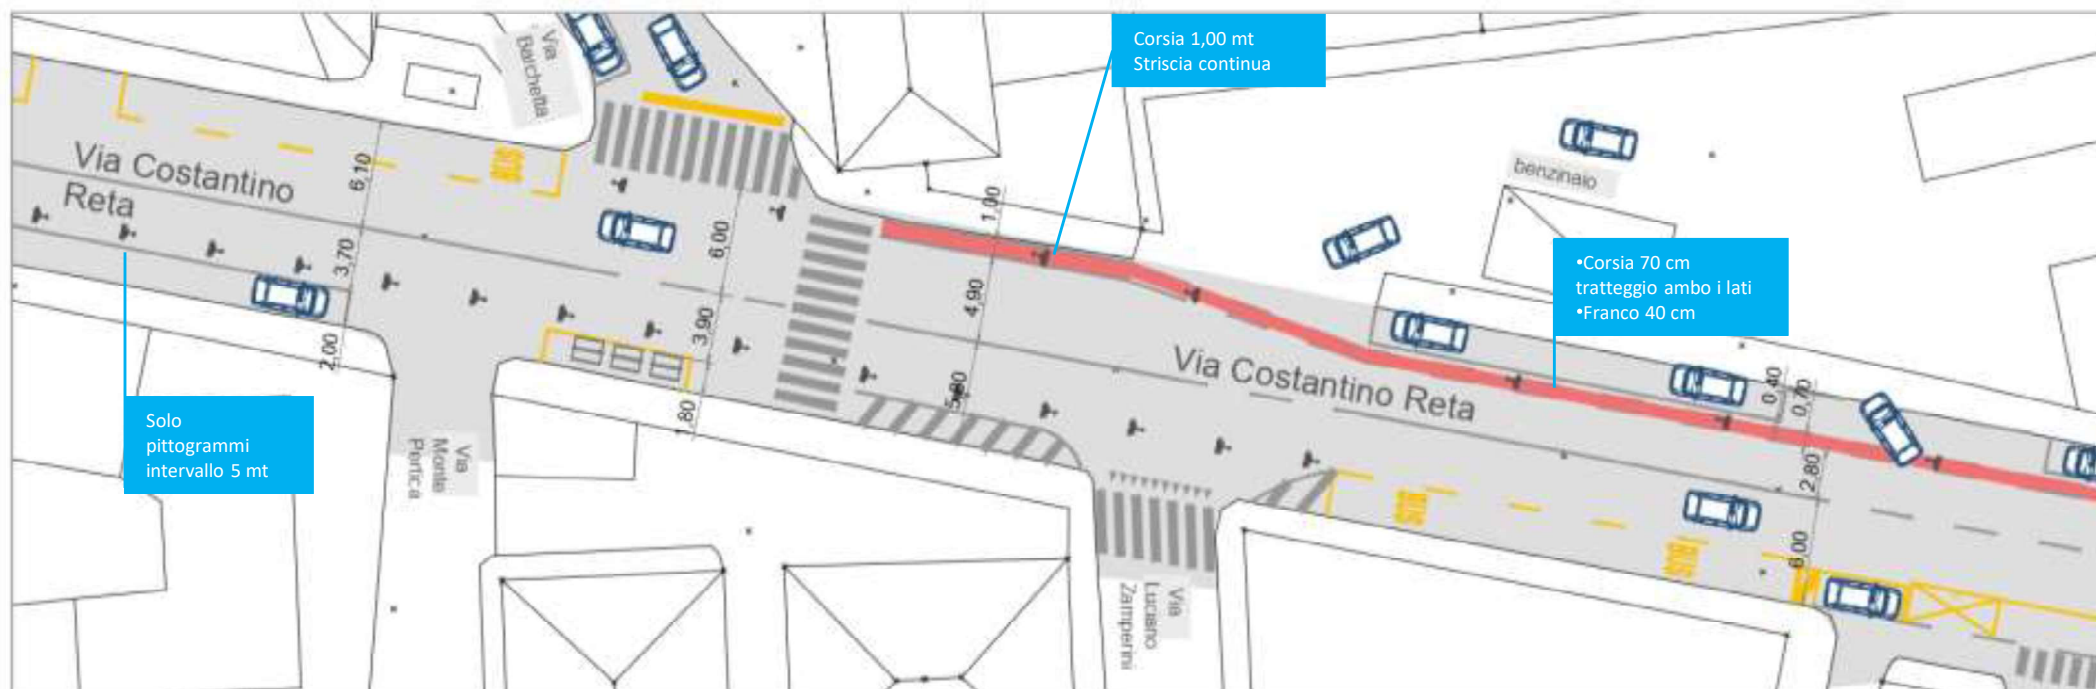 Corsia 1,00 mt
Striscia continua
Via
Barchetta
Via Costantino
Reta
6,10
3,70
2,00
BUS
6,00
3,90
1,80
1,00
4,90
5,80
benzinaio
•Corsia 70 cm
tratteggio ambo i lati
•Franco 40 cm
Via Costantino Reta
0,40
0,70
2,80
6,00
BUS
BUS
Solo
pittogrammi
intervallo 5 mt
Via
Monte
Pertica
Via
Luciano
Zamperini